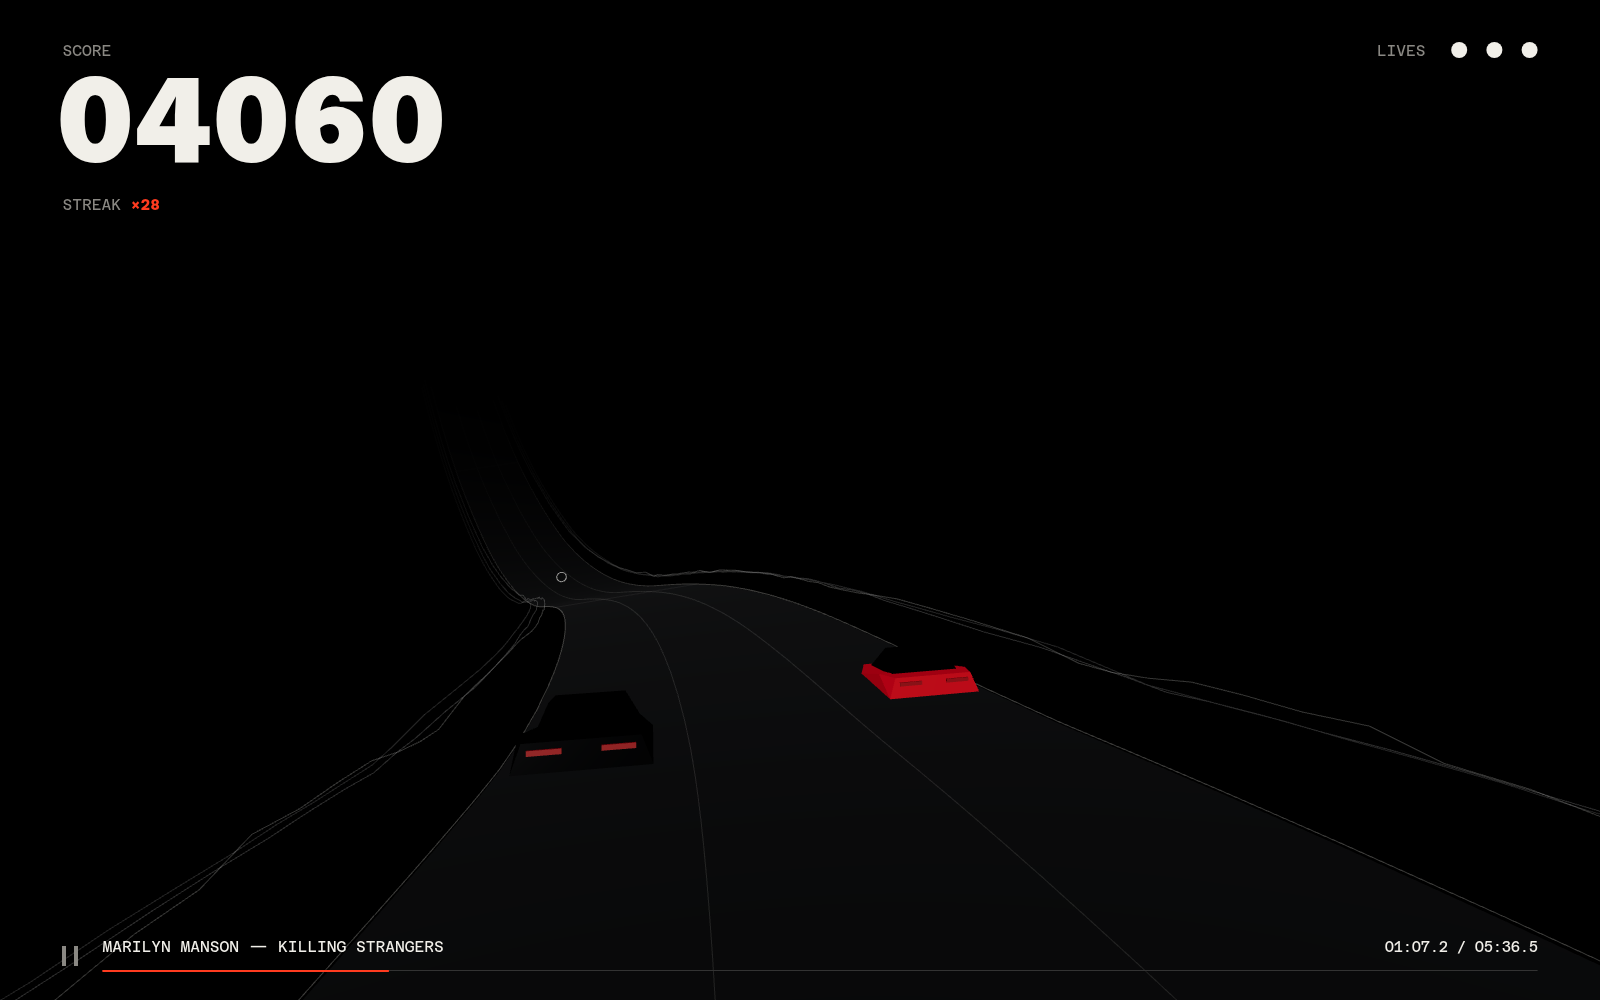 SCORE
04060
STREAK ×28
LIVES
MARILYN MANSON — KILLING STRANGERS
01:07.2 / 05:36.5